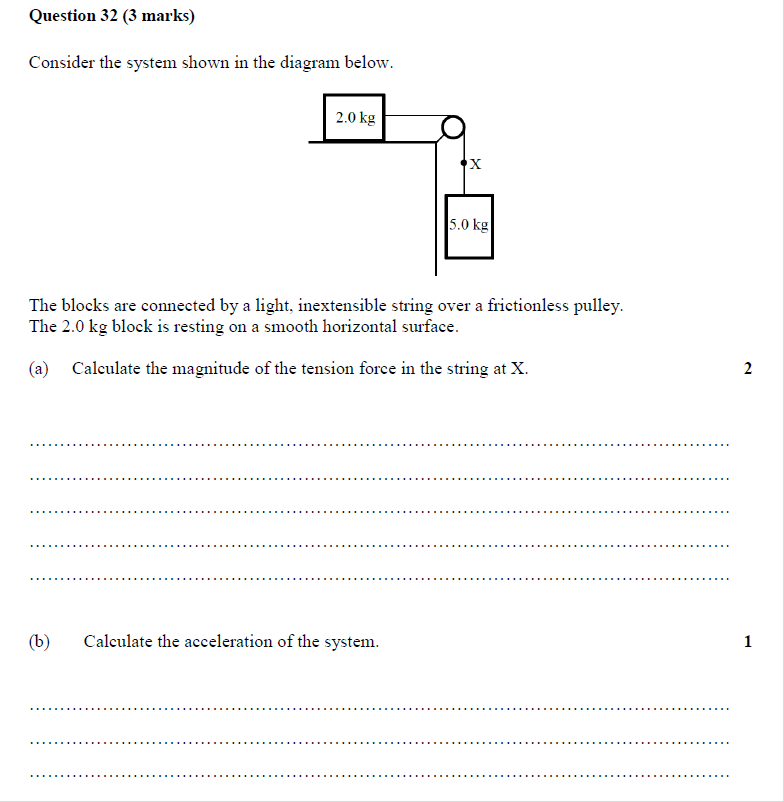 Question 32 (3 marks)
Consider the system shown in the diagram below.
2.0 kg
X
5.0 kg
The blocks are connected by a light, inextensible string over a frictionless pulley.
The 2.0 kg block is resting on a smooth horizontal surface.
(a) Calculate the magnitude of the tension force in the string at X. 2
(b) Calculate the acceleration of the system. 1